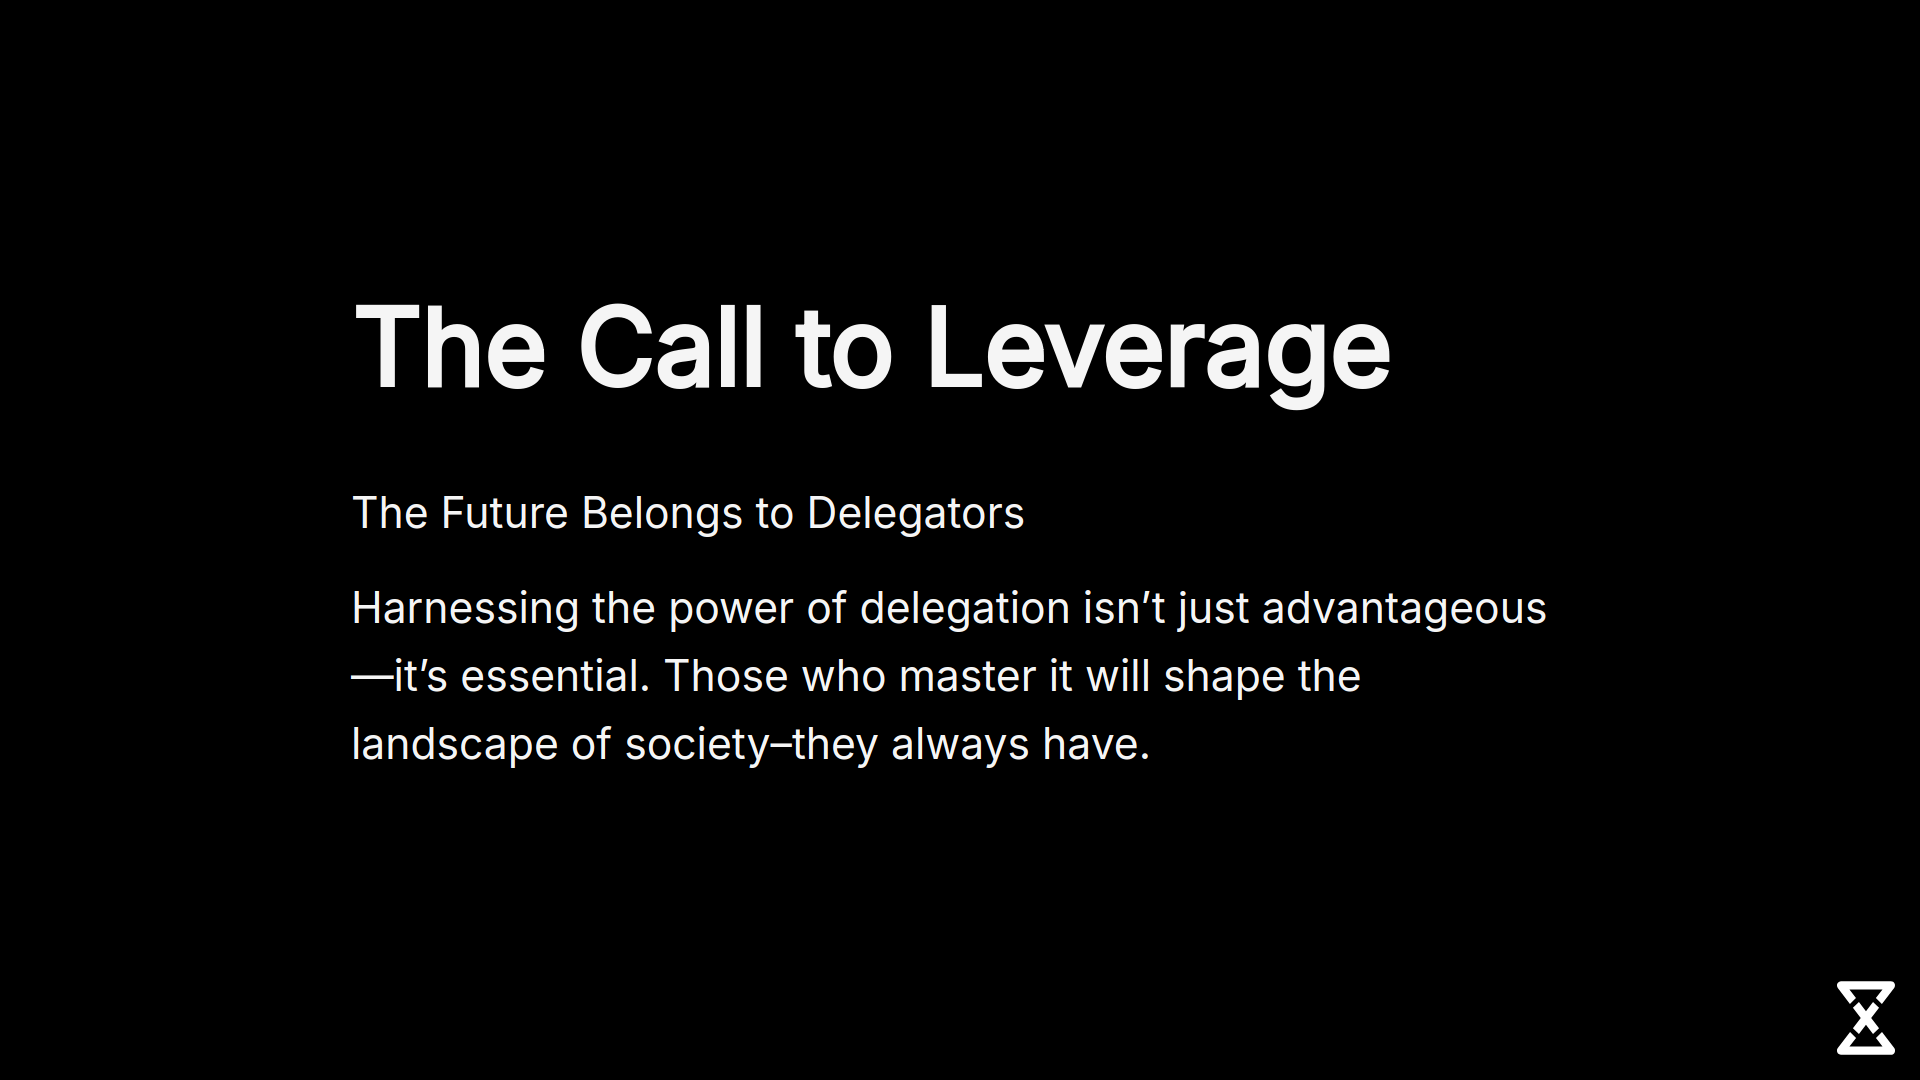 The Call to Leverage
The Future Belongs to Delegators
Harnessing the power of delegation isn’t just advantageous
—it’s essential. Those who master it will shape the
landscape of society–they always have.